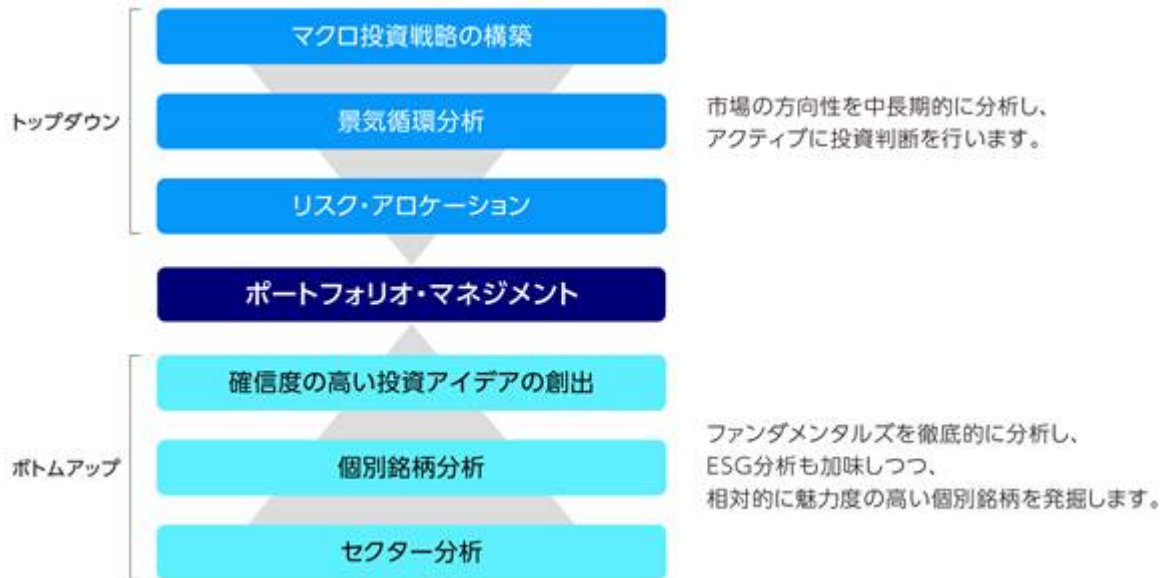 マクロ投資戦略の構築
トップダウン
景気循環分析
市場の方向性を中長期的に分析し、
アクティブに投資判断を行います。
リスク・アロケーション
ポートフォリオ・マネジメント
確信度の高い投資アイデアの創出
ボトムアップ
個別銘柄分析
ファンダメンタルズを徹底的に分析し、
ESG分析も加味しつつ、
相対的に魅力度の高い個別銘柄を発掘します。
セクター分析